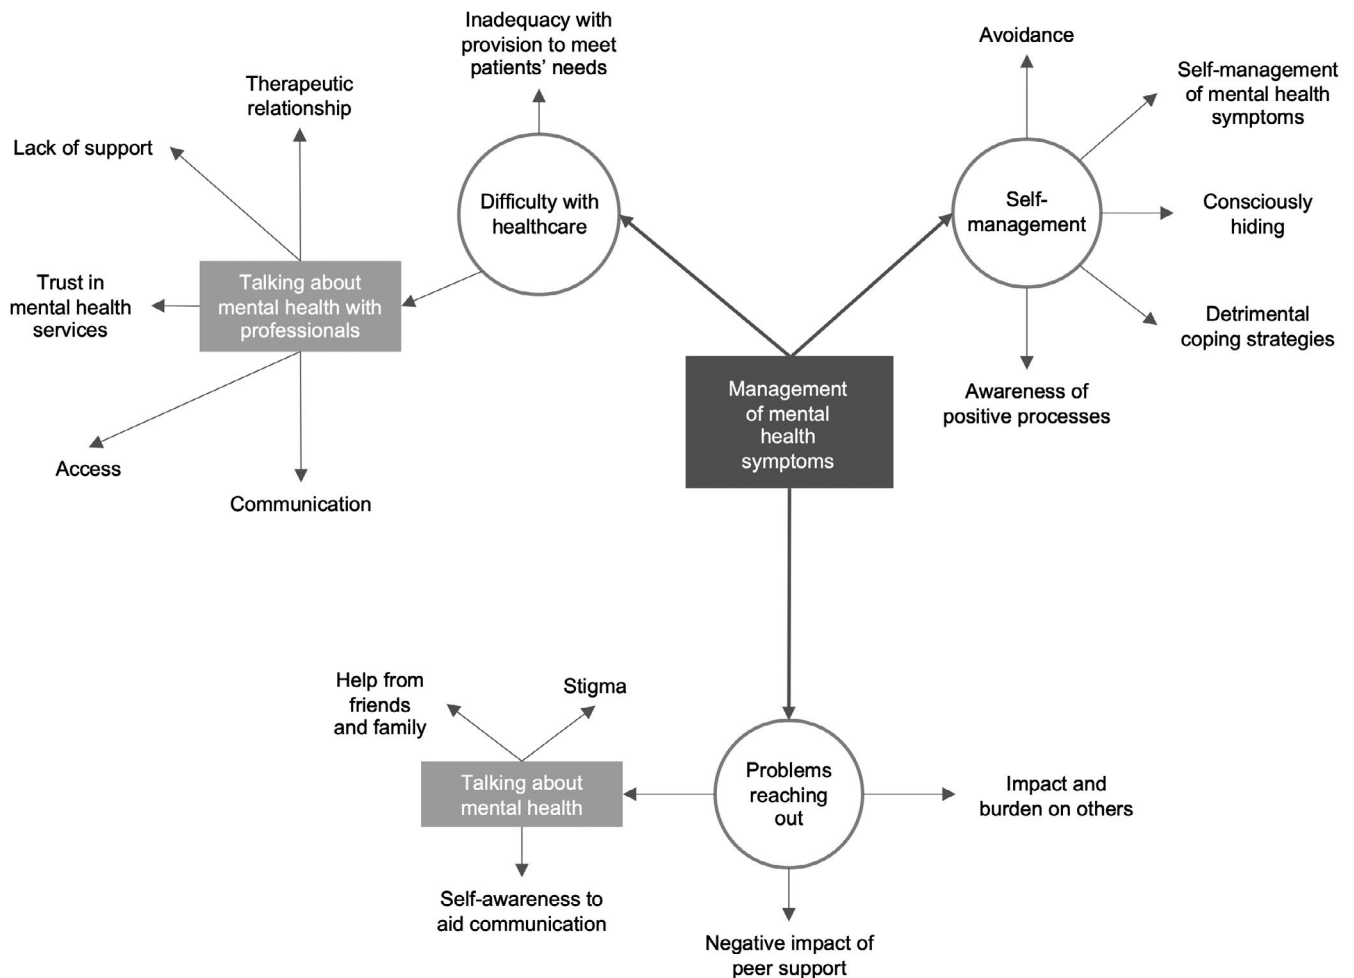 Inadequacy with
provision to meet
patients’ needs
Therapeutic
relationship
Lack of support
Difficulty with
healthcare
Talking about
mental health with
professionals
Trust in
mental health
services
Access
Communication
Avoidance
Self-management
of mental health
symptoms
Self-
management
Consciously
hiding
Detrimental
coping strategies
Awareness of
positive processes
Management
of mental
health
symptoms
Help from
friends
and family
Stigma
Talking about
mental health
Problems
reaching
out
Impact and
burden on others
Self-awareness to
aid communication
Negative impact of
peer support